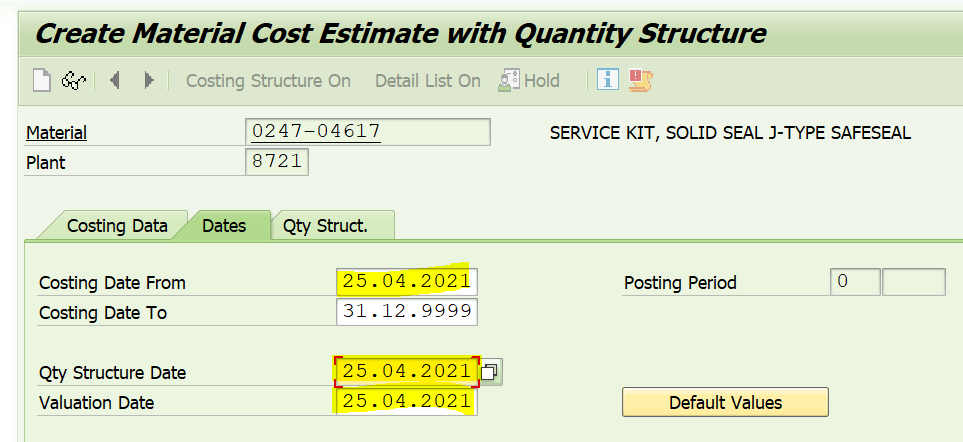 Create Material Cost Estimate with Quantity Structure
Costing Structure On Detail List On Hold
Material 0247-04617 SERVICE KIT, SOLID SEAL J-TYPE SAFESEAL
Plant 8721
Costing Data Dates Qty Struct.
Costing Date From 25.04.2021 Posting Period 0
Costing Date To 31.12.9999
Qty Structure Date 25.04.2021
Valuation Date 25.04.2021 Default Values